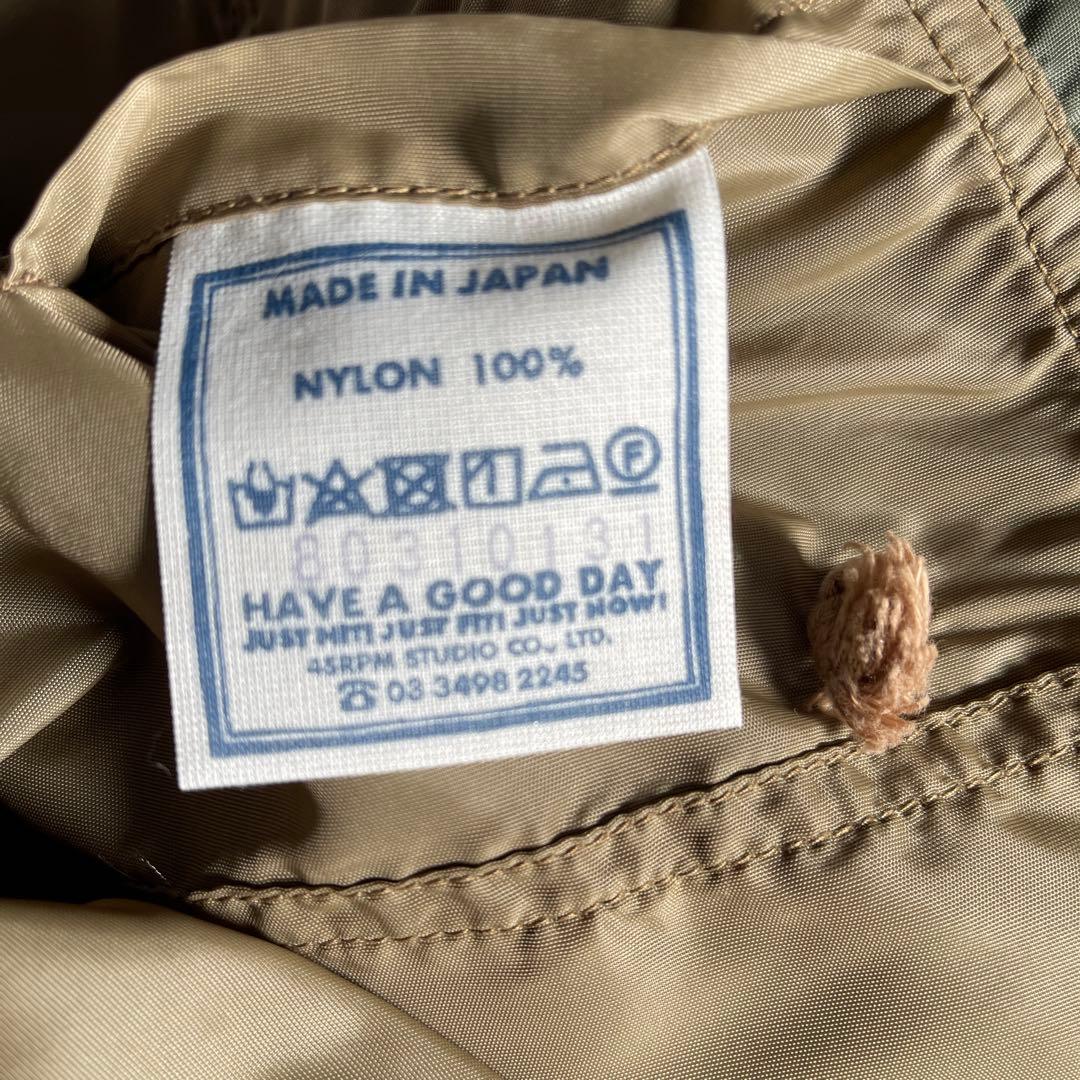 MADE IN JAPAN
NYLON 100%
F
80310131
HAVE A GOOD DAY
JUST HIT! JUST FIT! JUST NOW!
45RPM STUDIO CO., LTD.
☎ 03 3498 2245